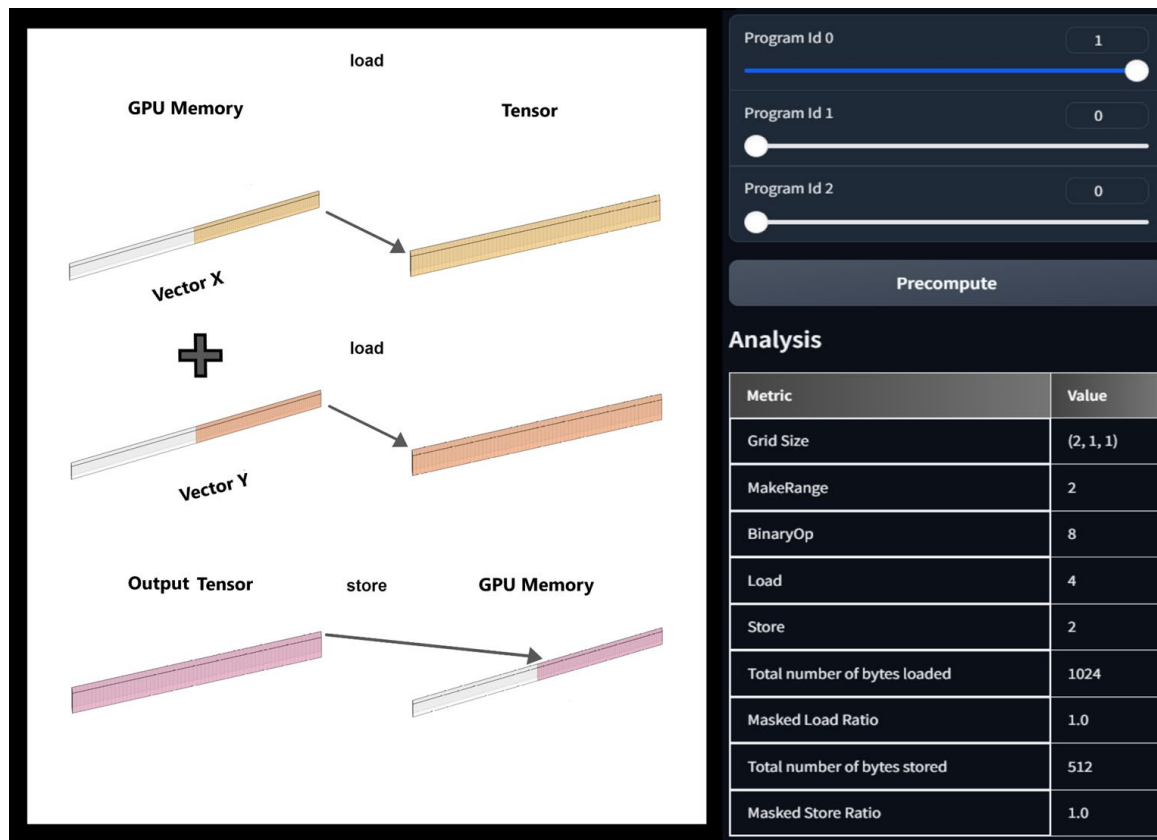 load
GPU Memory Tensor
Vector X
load
Vector Y
Output Tensor store GPU Memory
Program Id 0 1
Program Id 1 0
Program Id 2 0
Precompute
Analysis
Metric Value
Grid Size (2, 1, 1)
MakeRange 2
BinaryOp 8
Load 4
Store 2
Total number of bytes loaded 1024
Masked Load Ratio 1.0
Total number of bytes stored 512
Masked Store Ratio 1.0